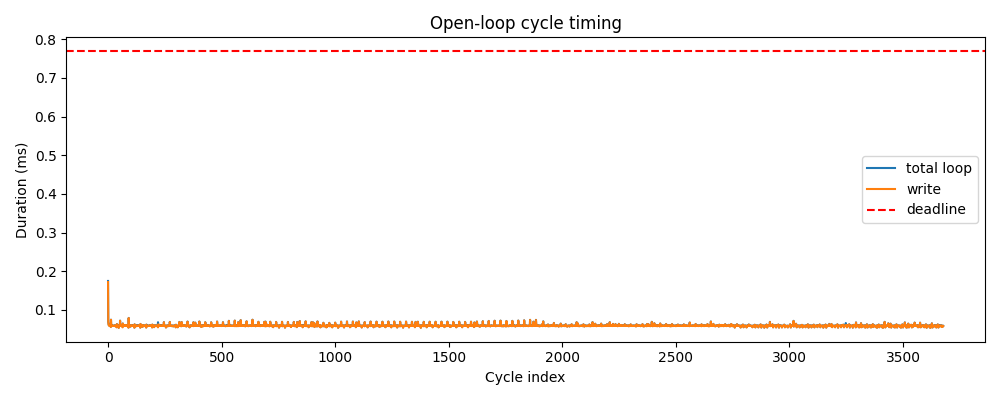 Open-loop cycle timing
Duration (ms)
0.8
0.7
0.6
0.5
0.4
0.3
0.2
0.1
total loop
write
deadline
0 500 1000 1500 2000 2500 3000 3500
Cycle index